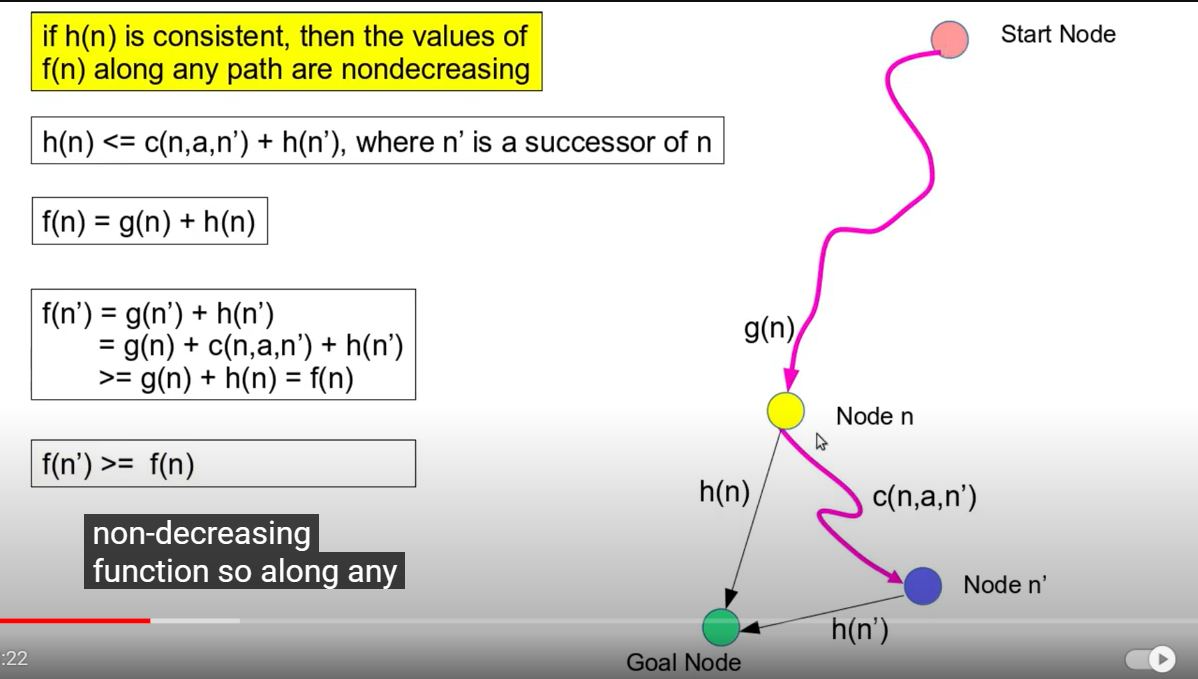 if h(n) is consistent, then the values of
f(n) along any path are nondecreasing
h(n) <= c(n,a,n’) + h(n’), where n’ is a successor of n
f(n) = g(n) + h(n)
f(n’) = g(n’) + h(n’)
= g(n) + c(n,a,n’) + h(n’)
>= g(n) + h(n) = f(n)
f(n’) >= f(n)
non-decreasing
function so along any
:22
Start Node
g(n)
Node n
h(n)
c(n,a,n’)
Node n’
h(n’)
Goal Node